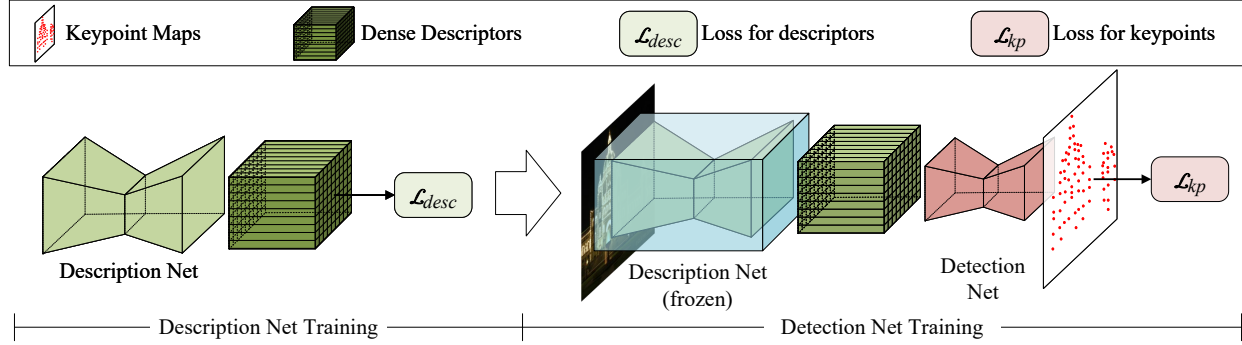 Keypoint Maps
Dense Descriptors
ℒdesc Loss for descriptors
ℒkp Loss for keypoints
ℒdesc
ℒkp
Description Net
Description Net
(frozen)
Detection
Net
Description Net Training
Detection Net Training